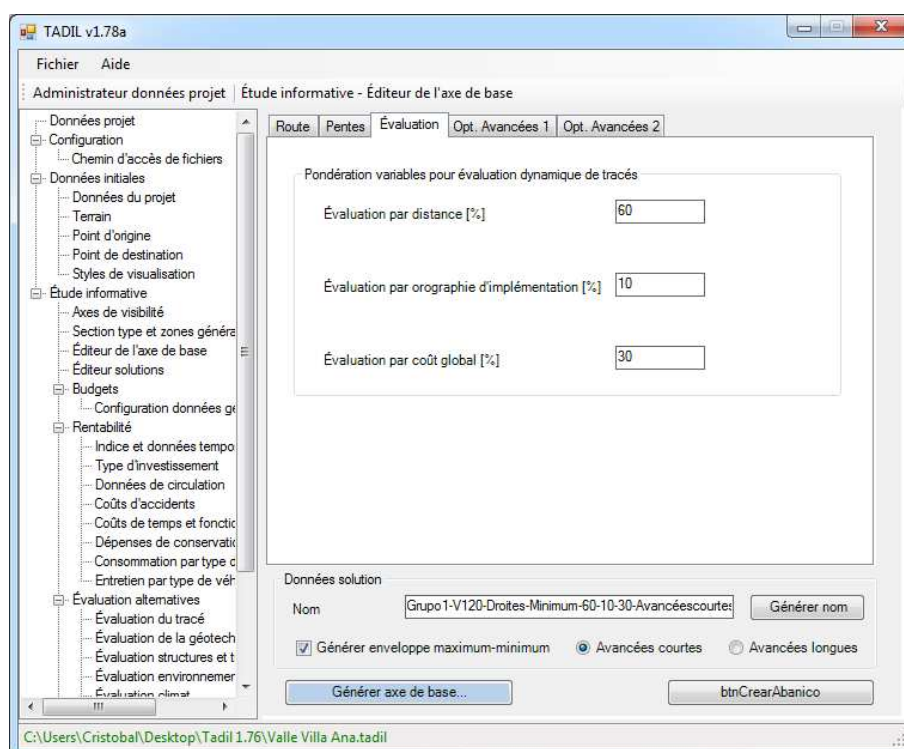 TADIL v1.78a
Fichier Aide
Administrateur données projet Étude informative - Éditeur de l'axe de base
Données projet
Configuration
Chemin d'accès de fichiers
Données initiales
Données du projet
Terrain
Point d'origine
Point de destination
Styles de visualisation
Étude informative
Axes de visibilité
Section type et zones généra
Éditeur de l'axe de base
Éditeur solutions
Budgets
Configuration données gé
Rentabilité
Indice et données tempo
Type d'investissement
Données de circulation
Coûts d'accidents
Coûts de temps et fonctio
Dépenses de conservatio
Consommation par type d
Entretien par type de véh
Évaluation alternatives
Évaluation du tracé
Évaluation de la géotech
Évaluation structures et t
Évaluation environnemer
Évaluation climat
Route Pentes Évaluation Opt. Avancées 1 Opt. Avancées 2
Pondération variables pour évaluation dynamique de tracés
Évaluation par distance [%] 60
Évaluation par orographie d'implémentation [%] 10
Évaluation par coût global [%] 30
Données solution
Nom Grupo1-V120-Droites-Minimum-60-10-30-Avancéescourtes Générer nom
Générer enveloppe maximum-minimum Avancées courtes Avancées longues
Générer axe de base... btnCrearAbanico
C:\Users\Cristobal\Desktop\Tadil 1.76\Valle Villa Ana.tadil